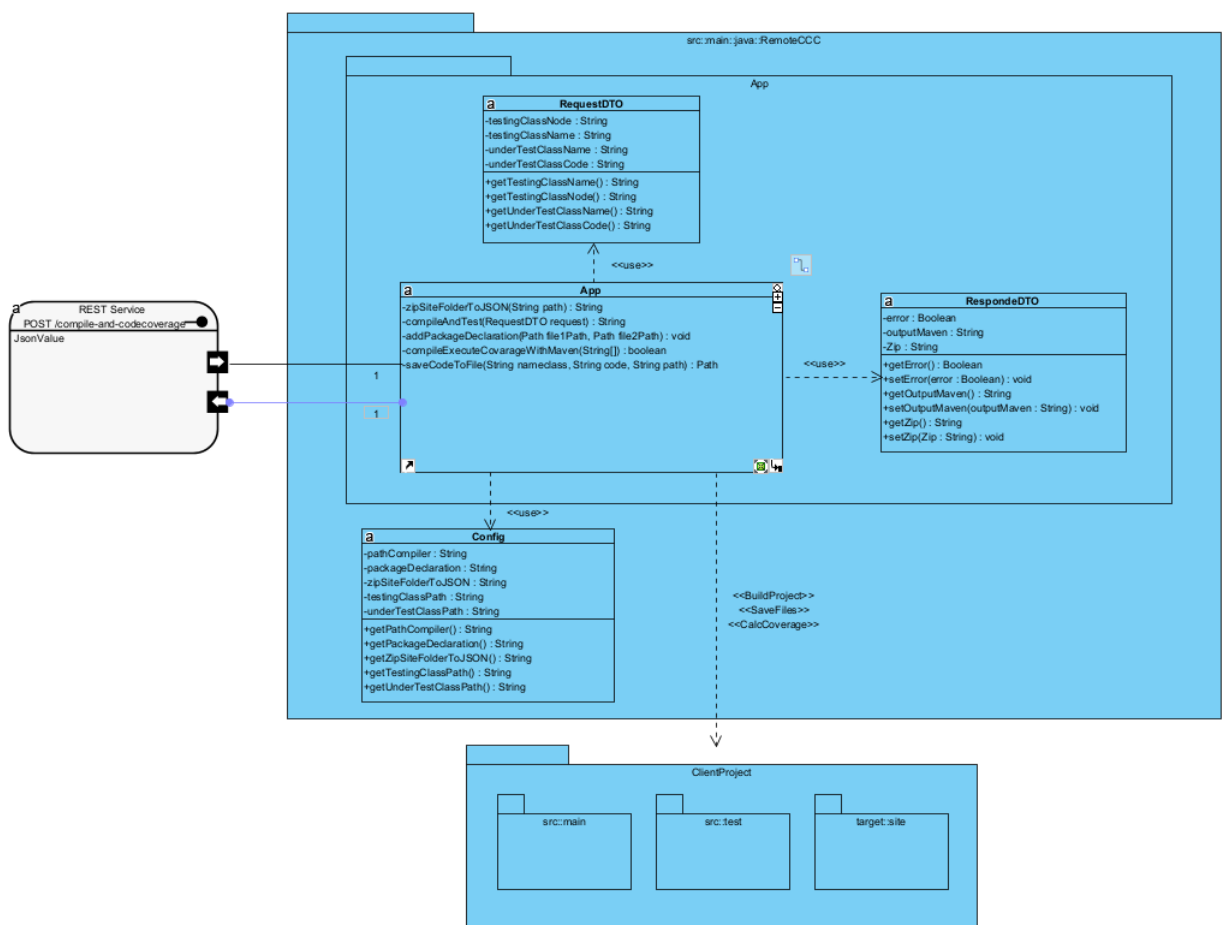 src::main::java::RemoteCCC
App
a
RequestDTO
-testingClassNode : String
-testingClassName : String
-underTestClassName : String
-underTestClassCode : String
+getTestingClassName() : String
+getTestingClassNode() : String
+getUnderTestClassName() : String
+getUnderTestClassCode() : String
<<use>>
a
App
-zipSiteFolderToJSON(String path) : String
-compileAndTest(RequestDTO request) : String
-addPackageDeclaration(Path file1Path, Path file2Path) : void
-compileExecuteCovarageWithMaven(String[]) : boolean
-saveCodeToFile(String nameclass, String code, String path) : Path
a
REST Service
POST /compile-and-codecoverage
JsonValue
1
1
<<use>>
a
RespondeDTO
-error : Boolean
-outputMaven : String
-Zip : String
+getError() : Boolean
+setError(error : Boolean) : void
+getOutputMaven() : String
+setOutputMaven(outputMaven : String) : void
+getZip() : String
+setZip(Zip : String) : void
<<use>>
a
Config
-pathCompiler : String
-packageDeclaration : String
-zipSiteFolderToJSON : String
-testingClassPath : String
-underTestClassPath : String
+getPathCompiler() : String
+getPackageDeclaration() : String
+getZipSiteFolderToJSON() : String
+getTestingClassPath() : String
+getUnderTestClassPath() : String
<<BuildProject>>
<<SaveFiles>>
<<CalcCoverage>>
ClientProject
src::main
src::test
target::site